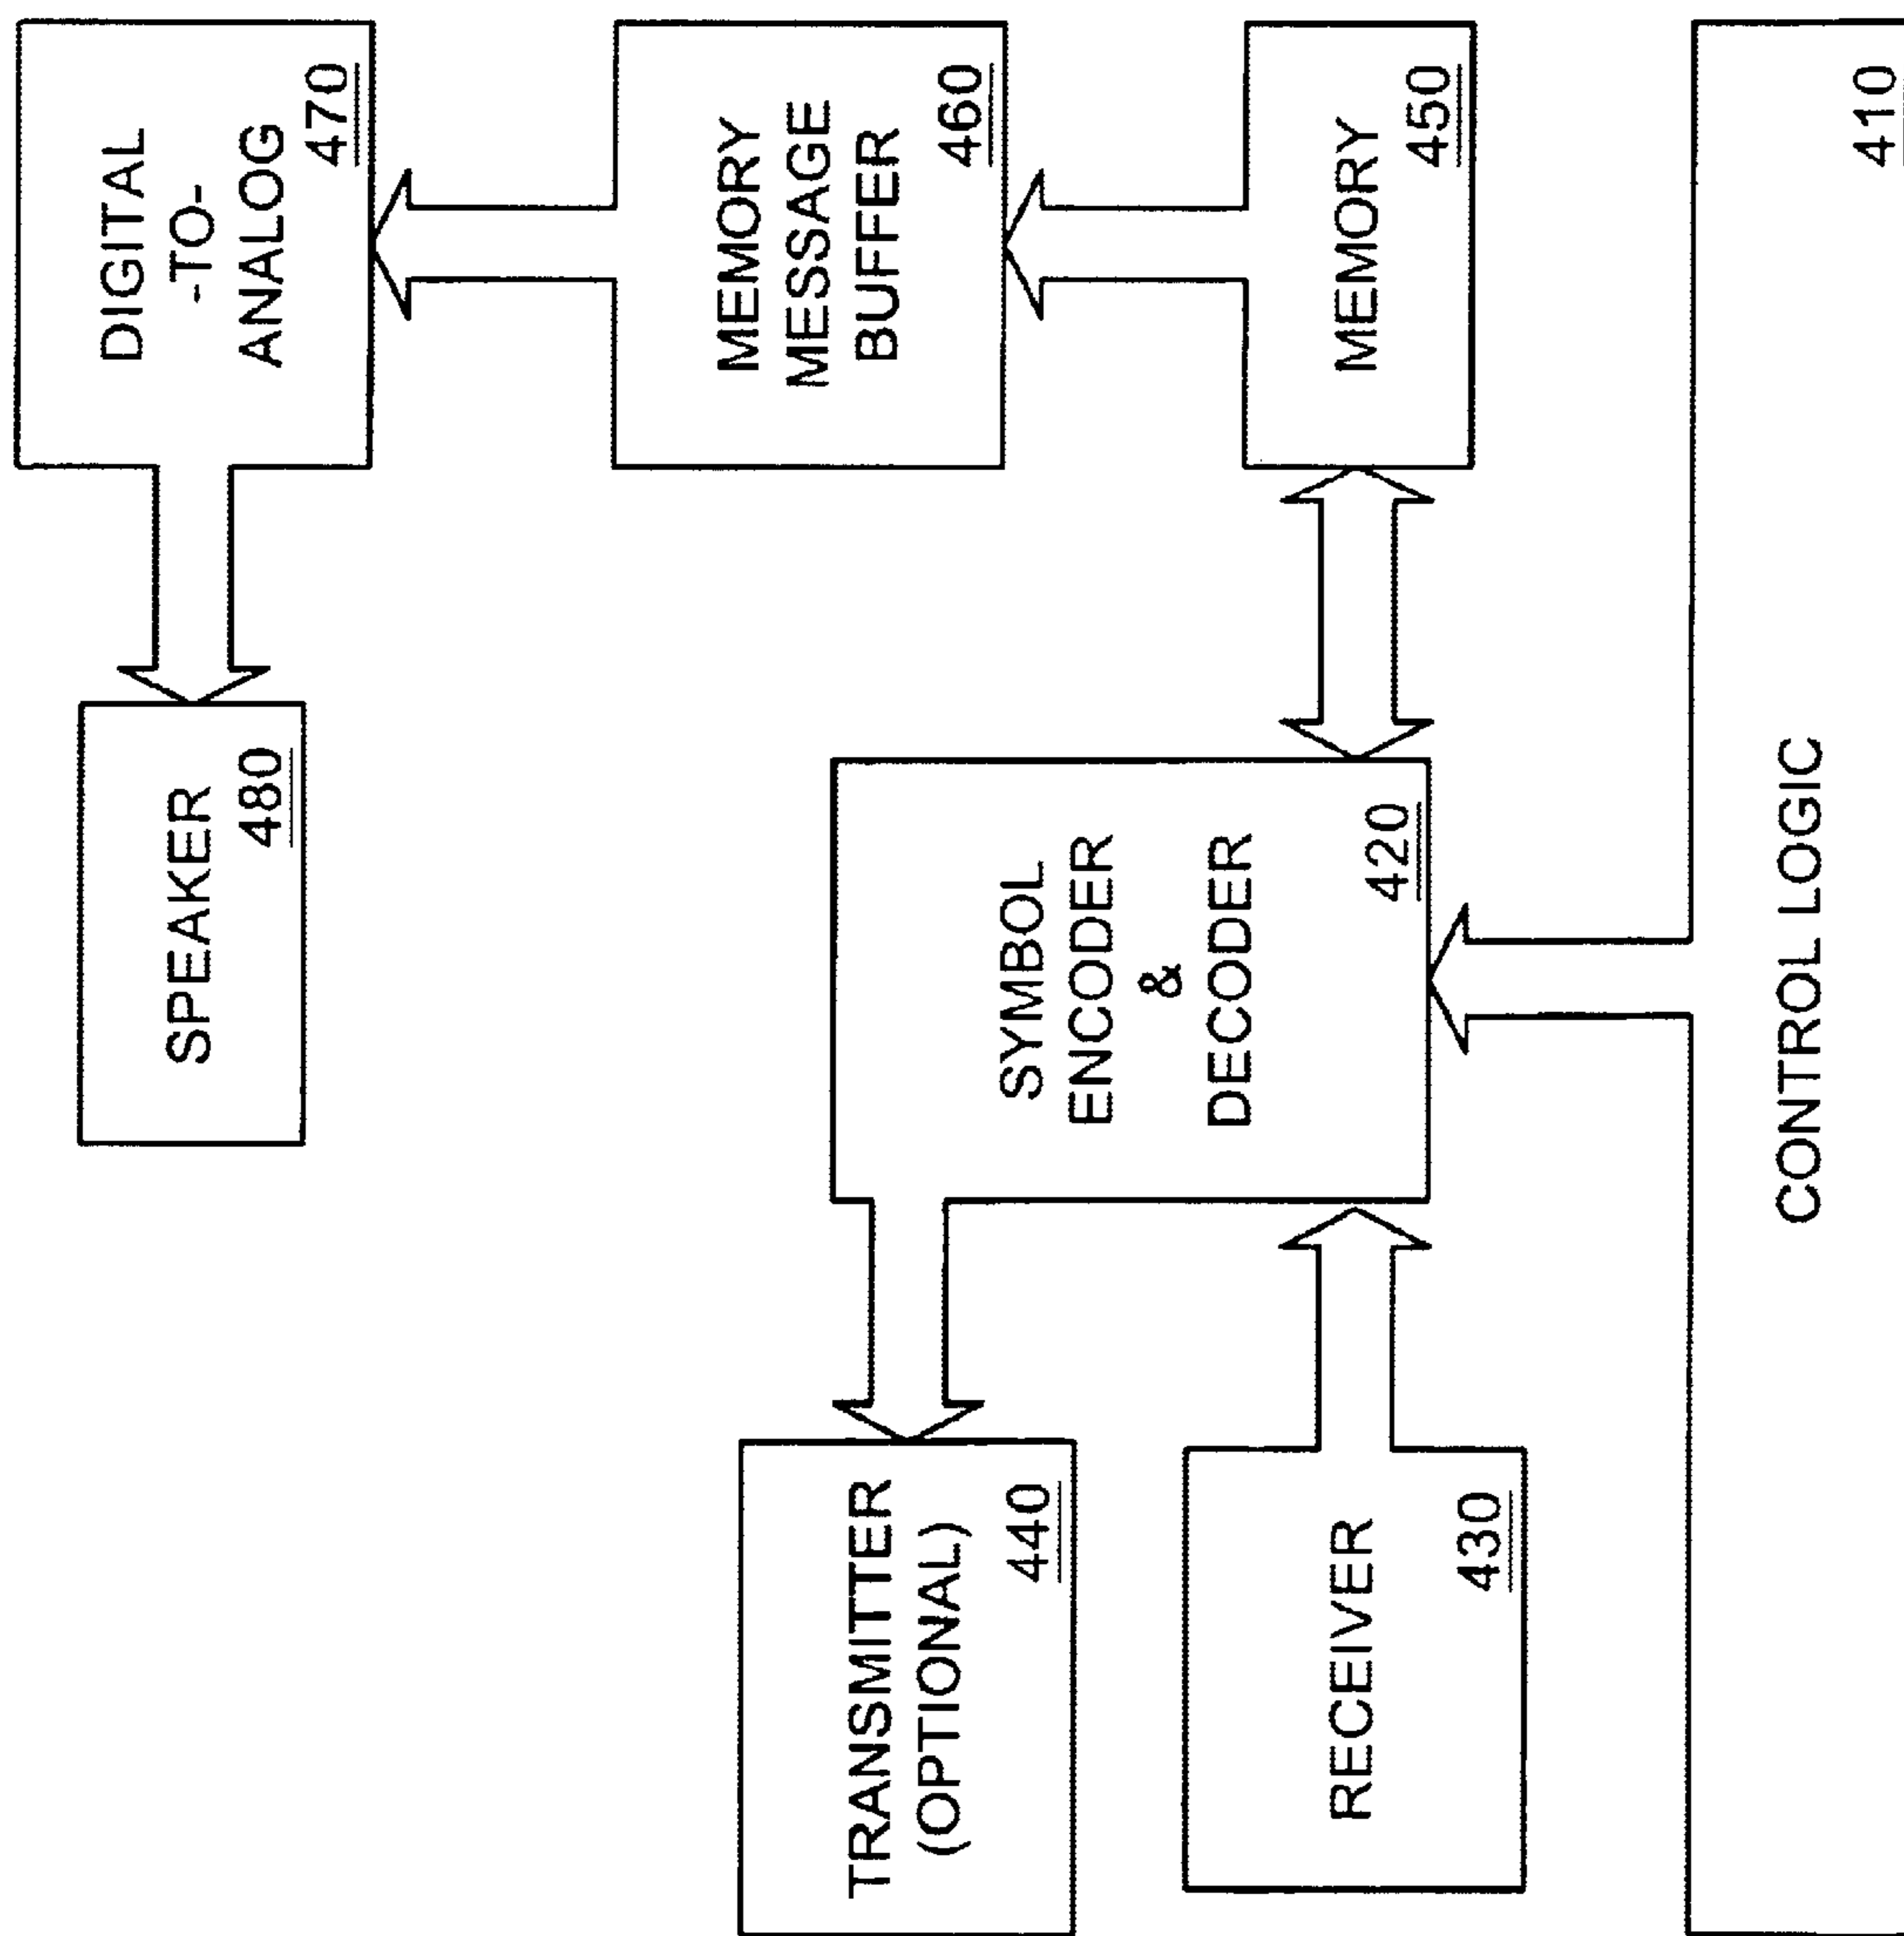 TRANSMITTER
(OPTIONAL)
440
RECEIVER
430
SYMBOL
ENCODER
&
DECODER
420
SPEAKER
480
DIGITAL
-TO-
ANALOG
470
MEMORY
MESSAGE
BUFFER
460
MEMORY
450
CONTROL LOGIC
410